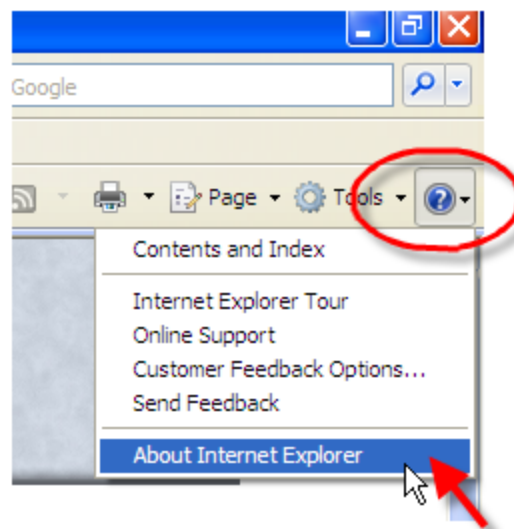 Google
Page Tools
Contents and Index
Internet Explorer Tour
Online Support
Customer Feedback Options...
Send Feedback
About Internet Explorer